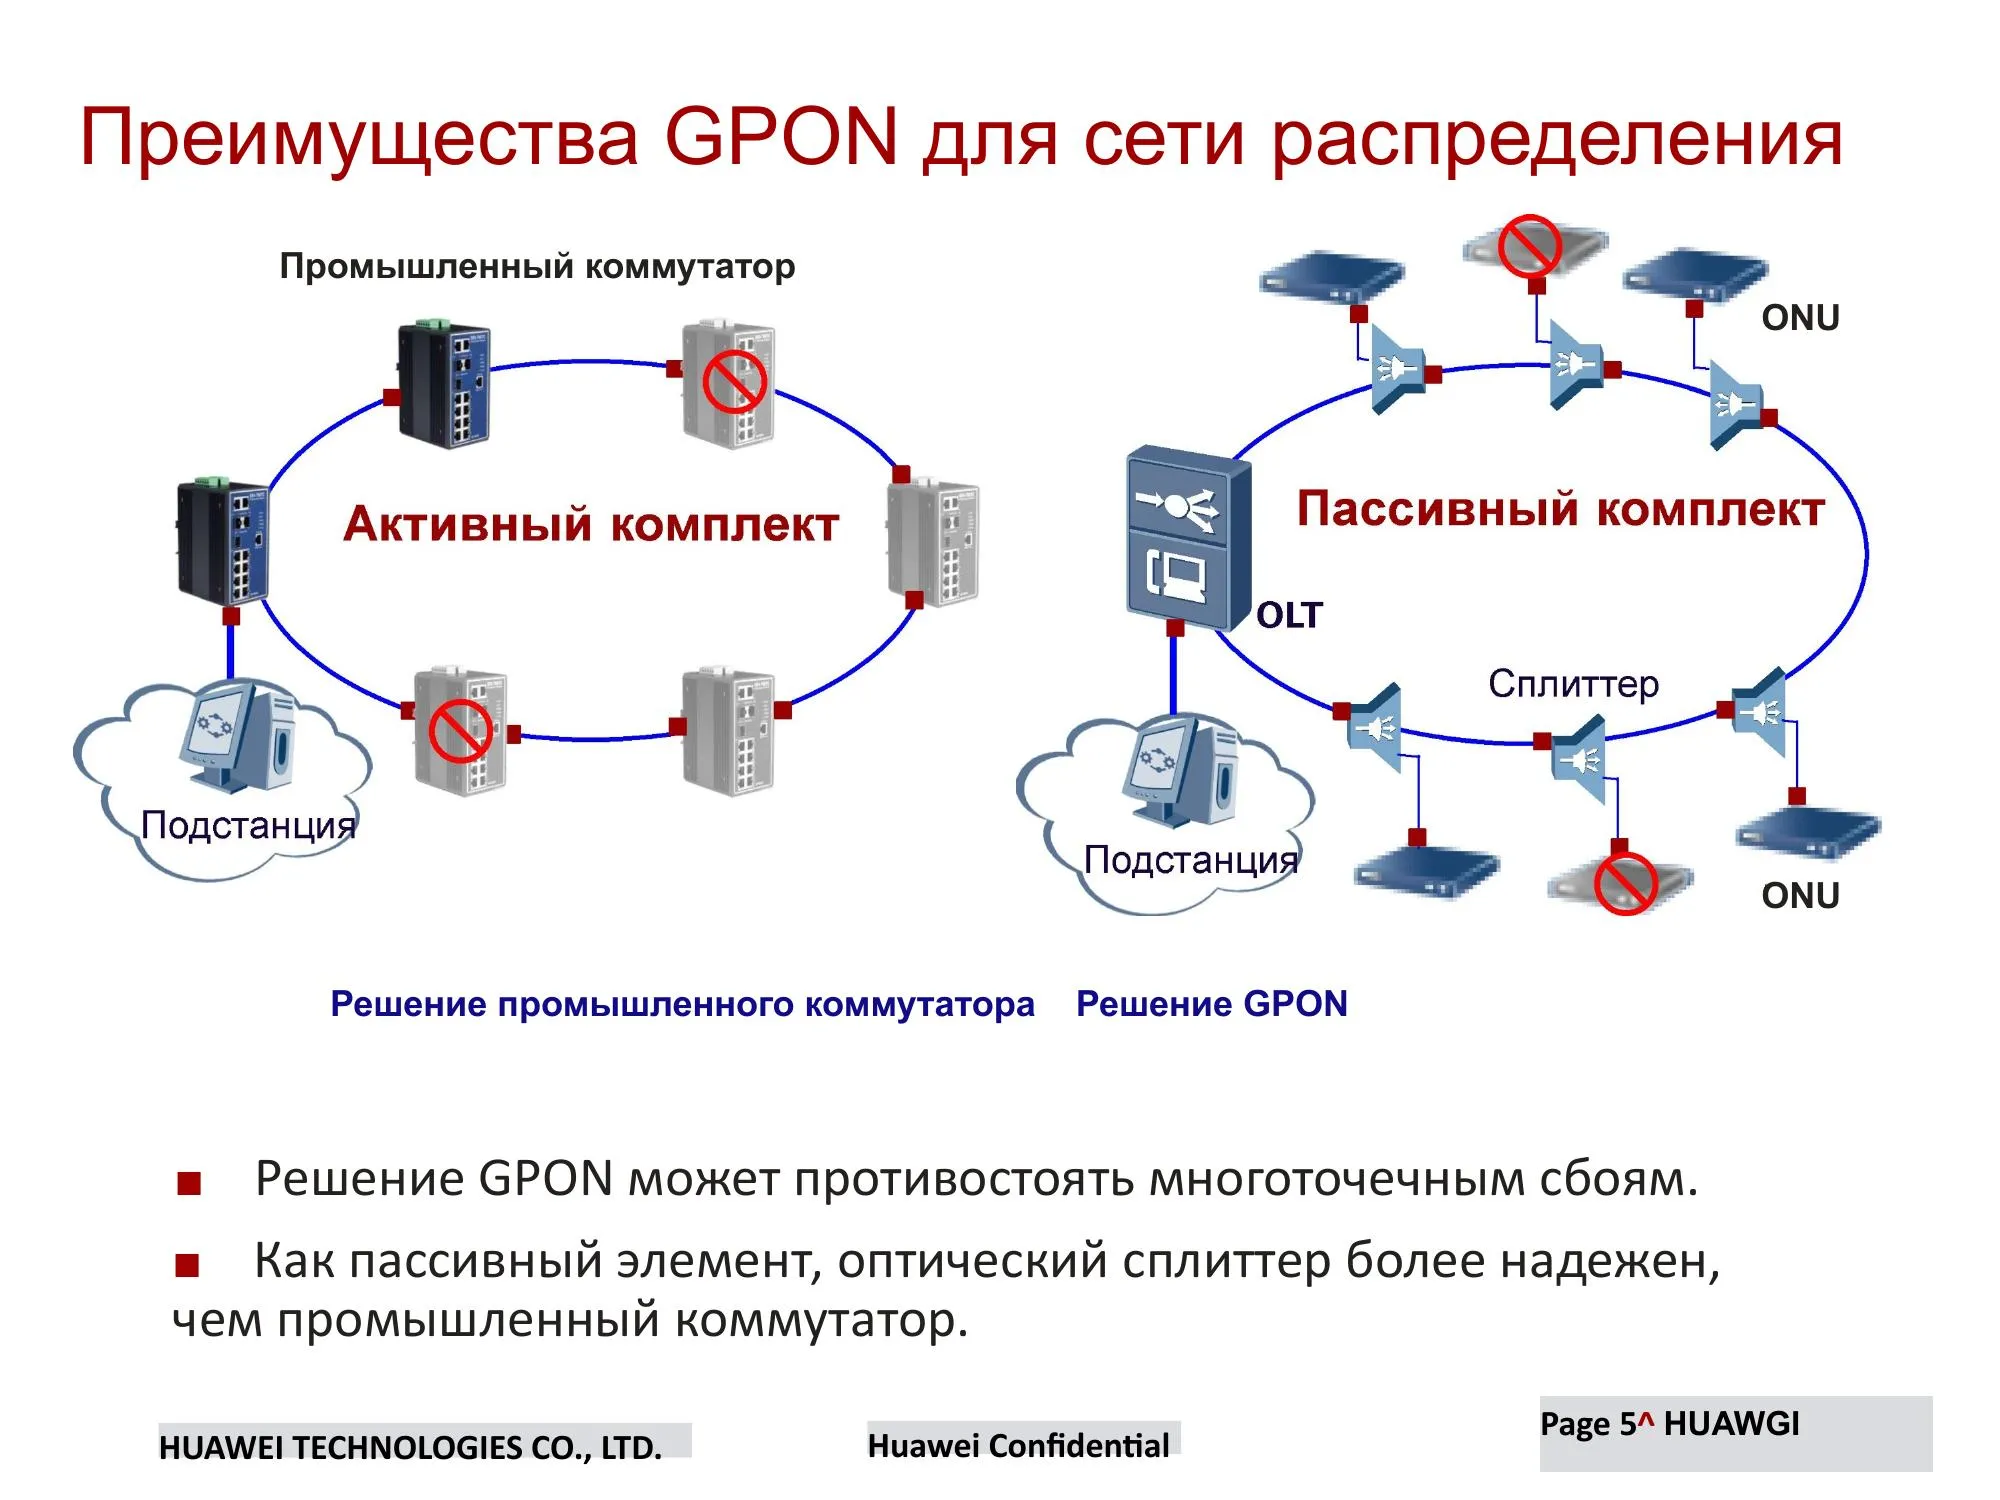 Преимущества GPON для сети распределения
Промышленный коммутатор
Активный комплект
Подстанция
ONU
Пассивный комплект
OLT
Сплиттер
Подстанция
ONU
Решение промышленного коммутатора
Решение GPON
■ Решение GPON может противостоять многоточечным сбоям.
■ Как пассивный элемент, оптический сплиттер более надежен,
чем промышленный коммутатор.
HUAWEI TECHNOLOGIES CO., LTD.
Huawei Confidential
Page 5^ HUAWGI